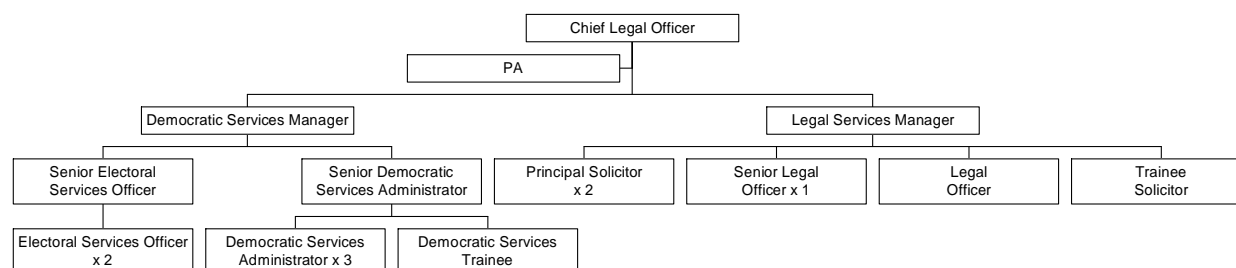 Chief Legal Officer
PA
Democratic Services Manager
Legal Services Manager
Senior Electoral
Services Officer
Senior Democratic
Services Administrator
Principal Solicitor
x 2
Senior Legal
Officer x 1
Legal
Officer
Trainee
Solicitor
Electoral Services Officer
x 2
Democratic Services
Administrator x 3
Democratic Services
Trainee